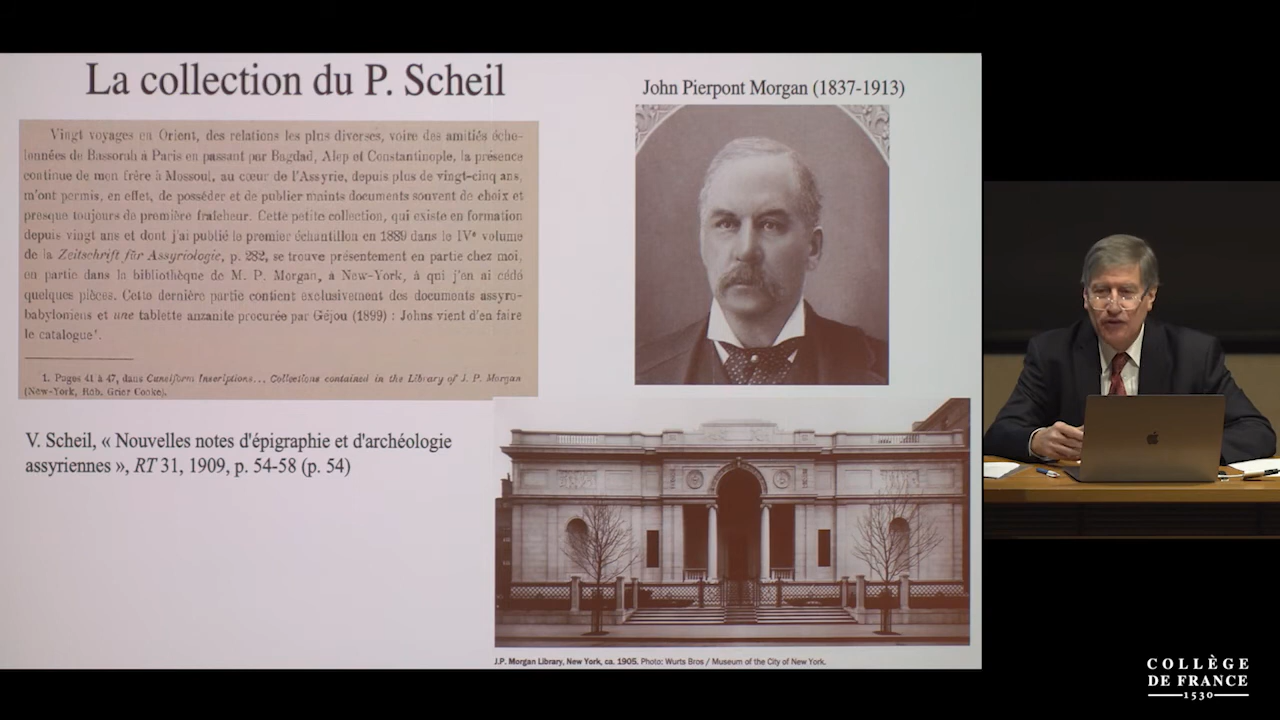 La collection du P. Scheil
Vingt voyages en Orient, des relations les plus diverses, voire des amitiés éche-
lonnées de Bassorah à Paris en passant par Bagdad, Alep et Constantinople, la présence
continue de mon frère à Mossoul, au cœur de l'Assyrie, depuis plus de vingt-cinq ans,
m'ont permis, en effet, de posséder et de publier maints documents souvent de choix et
presque toujours de première fraîcheur. Cette petite collection, qui existe en formation
depuis vingt ans et dont j'ai publié le premier échantillon en 1889 dans le IVe volume
de la Zeitschrift für Assyriologie, p. 282, se trouve présentement en partie chez moi,
en partie dans la bibliothèque de M. P. Morgan, à New-York, à qui j'en ai cédé
quelques pièces. Cette dernière partie contient exclusivement des documents assyro-
babyloniens et une tablette anzanite procurée par Géjou (1899) : Johns vient d'en faire
le catalogue1.
1. Pages 41 à 47, dans Cuneiform Inscriptions... Collections contained in the Library of J. P. Morgan
(New-York, Rob. Grier Cooke).
V. Scheil, « Nouvelles notes d'épigraphie et d'archéologie
assyriennes », RT 31, 1909, p. 54-58 (p. 54)
John Pierpont Morgan (1837-1913)
J.P. Morgan Library, New York, ca. 1905. Photo: Wurts Bros / Museum of the City of New York.
COLLÈGE
DE FRANCE
1530